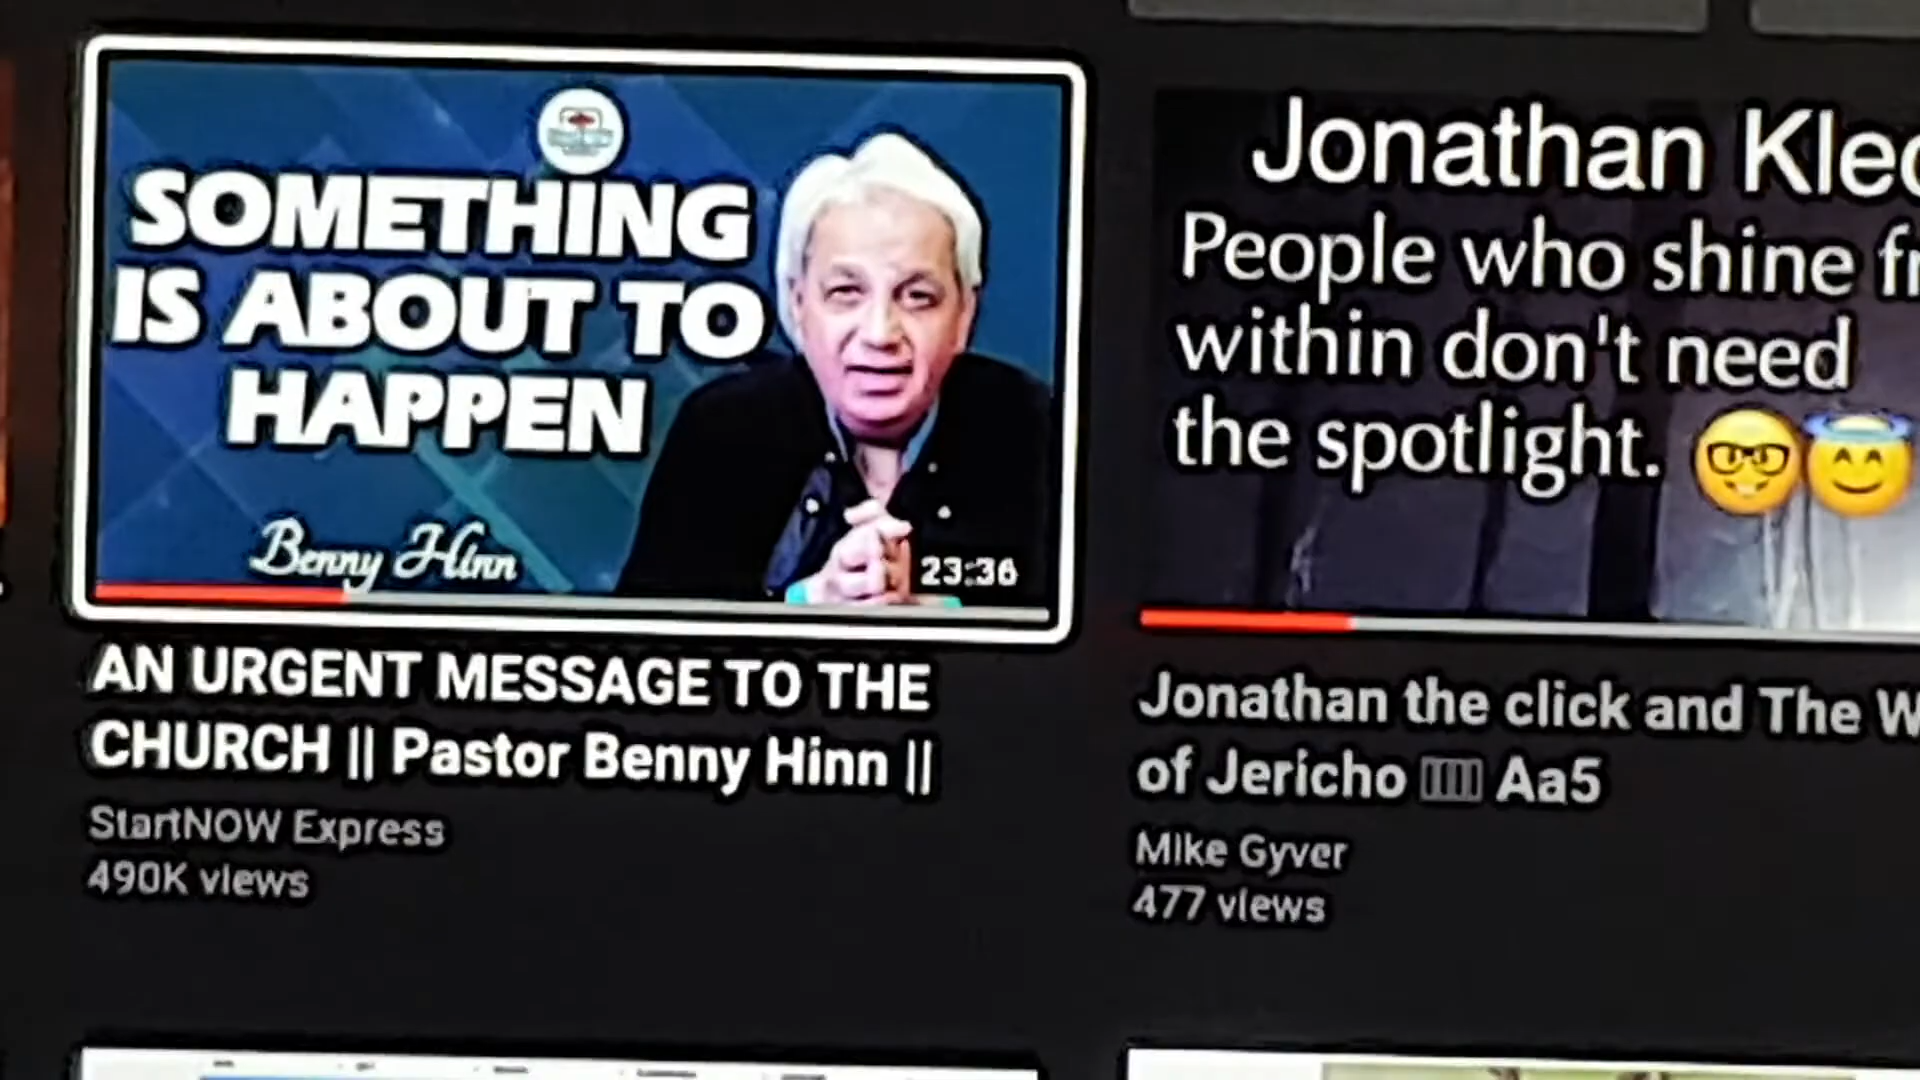 SOMETHING
IS ABOUT TO
HAPPEN
Benny Hinn
23:36
AN URGENT MESSAGE TO THE
CHURCH || Pastor Benny Hinn ||
StartNOW Express
490K views
Jonathan
People who shine
within don't need
the spotlight. 🤓😇
Jonathan the click and The
of Jericho Aa5
Mike Gyver
477 views